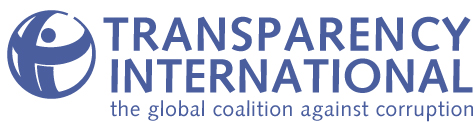 TRANSPARENCY
INTERNATIONAL
the global coalition against corruption